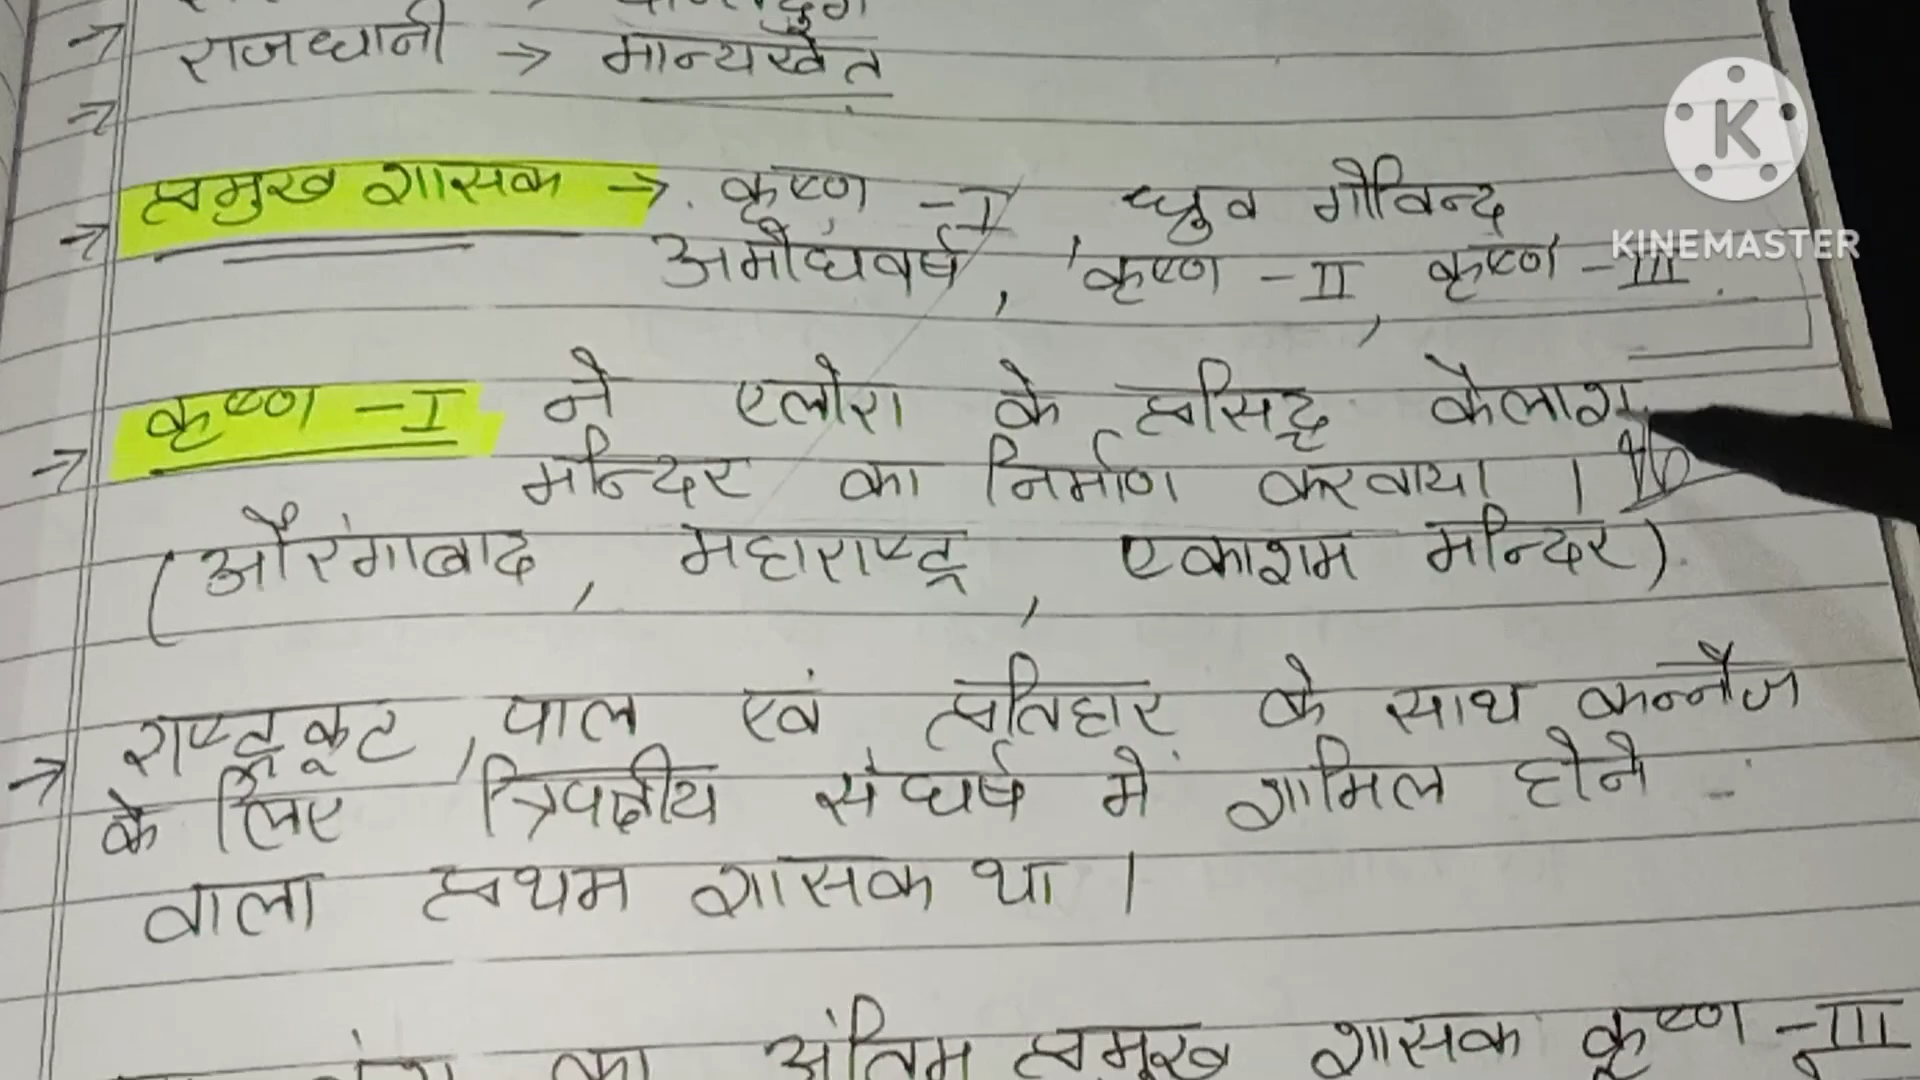 राजधानी → मान्यखेत
प्रमुख शासक → कृष्ण -I, ध्रुव गोविन्द
अमोघवर्ष, कृष्ण -II, कृष्ण -III.
कृष्ण -I ने एलोरा के प्रसिद्द कैलाश
मन्दिर का निर्माण करवाया ।
(औरंगाबाद, महाराष्ट्र, एकाशम मन्दिर).
→ राष्ट्रकूट, पाल एवं प्रतिहार के साथ कन्नौज
के लिए त्रिपक्षीय संघर्ष में शामिल होने -
वाला प्रथम शासक था ।
का अंतिम प्रमुख शासक कृष्ण -III
K
KINEMASTER